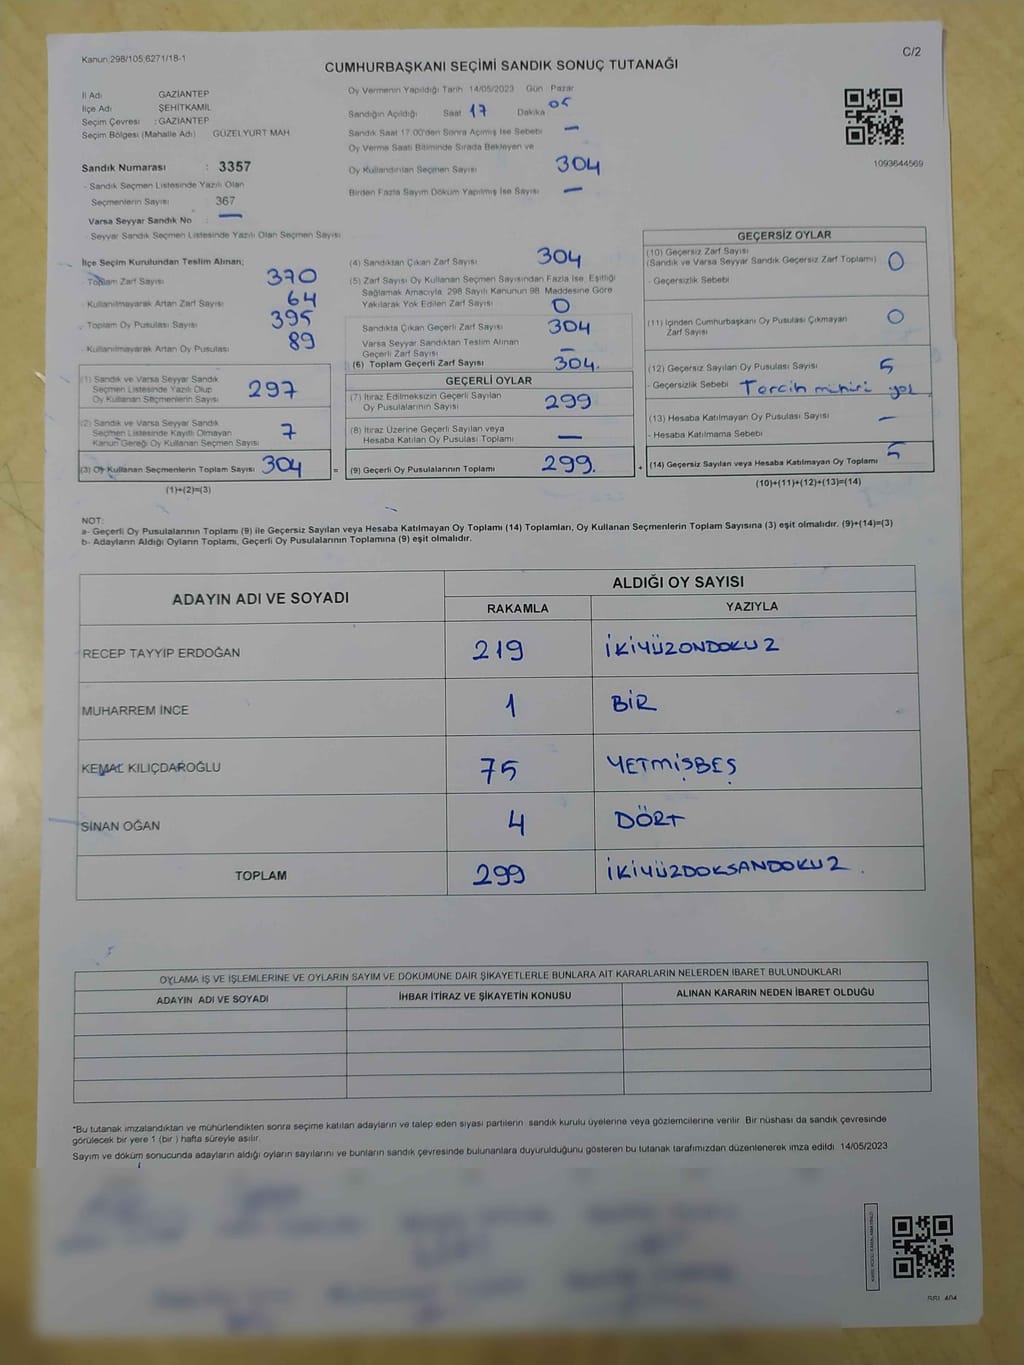 Kanun 298/105,6271/18-1
C/2
CUMHURBAŞKANI SEÇİMİ SANDIK SONUÇ TUTANAĞI
İl Adı GAZİANTEP
İlçe Adı ŞEHİTKAMİL
Seçim Çevresi : GAZİANTEP
Seçim Bölgesi (Mahalle Adı) GÜZELYURT MAH.
Sandık Numarası : 3357
- Sandık Seçmen Listesinde Yazılı Olan
Seçmenlerin Sayısı 367
Varsa Seyyar Sandık No : —
- Seyyar Sandık Seçmen Listesinde Yazılı Olan Seçmen Sayısı
Oy Vermenin Yapıldığı Tarih 14/05/2023 Gün Pazar
Sandığın Açıldığı Saat 17 Dakika 05
Sandık Saat 17.00'den Sonra Açılmış İse Sebebi —
Oy Verme Saati Bitiminde Sırada Bekleyen ve
Oy Kullandırılan Seçmen Sayısı 304
Birden Fazla Sayım Döküm Yapılmış İse Sayısı —
1093644569
İlçe Seçim Kurulundan Teslim Alınan;
- Toplam Zarf Sayısı 370
- Kullanılmayarak Artan Zarf Sayısı 64
- Toplam Oy Pusulası Sayısı 395
- Kullanılmayarak Artan Oy Pusulası 89
(1) Sandık ve Varsa Seyyar Sandık
Seçmen Listesinde Yazılı Olup
Oy Kullanan Seçmenlerin Sayısı 297
(2) Sandık ve Varsa Seyyar Sandık
Seçmen Listesinde Kayıtlı Olmayan
Kanun Gereği Oy Kullanan Seçmen Sayısı 7
(3) Oy Kullanan Seçmenlerin Toplam Sayısı 304
(1)+(2)=(3)
(4) Sandıktan Çıkan Zarf Sayısı 304
(5) Zarf Sayısı Oy Kullanan Seçmen Sayısından Fazla İse, Eşitliği
Sağlamak Amacıyla, 298 Sayılı Kanunun 98. Maddesine Göre
Yakılarak Yok Edilen Zarf Sayısı 0
Sandıkta Çıkan Geçerli Zarf Sayısı 304
Varsa Seyyar Sandıktan Teslim Alınan
Geçerli Zarf Sayısı —
(6) Toplam Geçerli Zarf Sayısı 304.
GEÇERLİ OYLAR
(7) İtiraz Edilmeksizin Geçerli Sayılan
Oy Pusulalarının Sayısı 299
(8) İtiraz Üzerine Geçerli Sayılan veya
Hesaba Katılan Oy Pusulası Toplamı —
= (9) Geçerli Oy Pusulalarının Toplamı 299. +
GEÇERSİZ OYLAR
(10) Geçersiz Zarf Sayısı
(Sandık ve Varsa Seyyar Sandık Geçersiz Zarf Toplamı) 0
- Geçersizlik Sebebi
(11) İçinden Cumhurbaşkanı Oy Pusulası Çıkmayan
Zarf Sayısı 0
(12) Geçersiz Sayılan Oy Pusulası Sayısı 5
- Geçersizlik Sebebi Tercih mühürü yok
(13) Hesaba Katılmayan Oy Pusulası Sayısı —
- Hesaba Katılmama Sebebi
(14) Geçersiz Sayılan veya Hesaba Katılmayan Oy Toplamı 5
(10)+(11)+(12)+(13)=(14)
NOT:
a- Geçerli Oy Pusulalarının Toplamı (9) ile Geçersiz Sayılan veya Hesaba Katılmayan Oy Toplamı (14) Toplamları, Oy Kullanan Seçmenlerin Toplam Sayısına (3) eşit olmalıdır. (9)+(14)=(3)
b- Adayların Aldığı Oyların Toplamı, Geçerli Oy Pusulalarının Toplamına (9) eşit olmalıdır.
ADAYIN ADI VE SOYADI
ALDIĞI OY SAYISI
RAKAMLA YAZIYLA
RECEP TAYYİP ERDOĞAN 219 İKİYÜZONDOKUZ
MUHARREM İNCE 1 BİR
KEMAL KILIÇDAROĞLU 75 YETMİŞBEŞ
SİNAN OĞAN 4 DÖRT
TOPLAM 299 İKİYÜZDOKSANDOKUZ.
OYLAMA İŞ VE İŞLEMLERİNE VE OYLARIN SAYIM VE DÖKÜMÜNE DAİR ŞİKAYETLERLE BUNLARA AİT KARARLARIN NELERDEN İBARET BULUNDUKLARI
ADAYIN ADI VE SOYADI İHBAR İTİRAZ VE ŞİKAYETİN KONUSU ALINAN KARARIN NEDEN İBARET OLDUĞU
*Bu tutanak imzalandıktan ve mühürlendikten sonra seçime katılan adayların ve talep eden siyasi partilerin sandık kurulu üyelerine veya gözlemcilerine verilir. Bir nüshası da sandık çevresinde
görülecek bir yere 1 (bir ) hafta süreyle asılır.
Sayım ve döküm sonucunda adayların aldığı oyların sayılarını ve bunların sandık çevresinde bulunanlara duyurulduğunu gösteren bu tutanak tarafımızdan düzenlenerek imza edildi. 14/05/2023